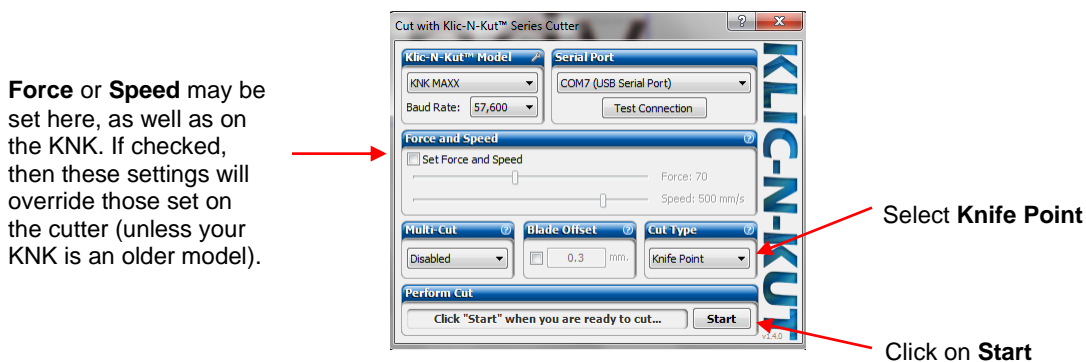 Cut with Klic-N-Kut™ Series Cutter
Klic-N-Kut™ Model
Serial Port
KNK MAXX
COM7 (USB Serial Port)
Baud Rate: 57,600
Test Connection
Force or Speed may be
set here, as well as on
the KNK. If checked,
then these settings will
override those set on
the cutter (unless your
KNK is an older model).
Force and Speed
Set Force and Speed
Force: 70
Speed: 500 mm/s
Multi-Cut
Blade Offset
Cut Type
Disabled
0.3 mm.
Knife Point
Select Knife Point
Perform Cut
Click "Start" when you are ready to cut...
Start
KLIC-N-KUT
v1.4.0
Click on Start